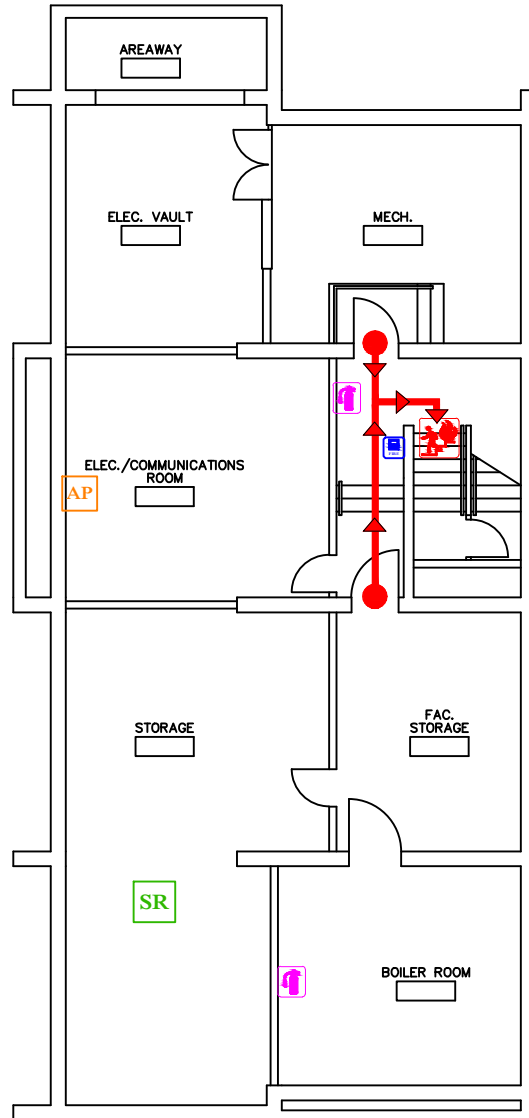 AREAWAY
ELEC. VAULT
MECH.
ELEC./COMMUNICATIONS
ROOM
AP
STORAGE
FAC.
STORAGE
SR
BOILER ROOM